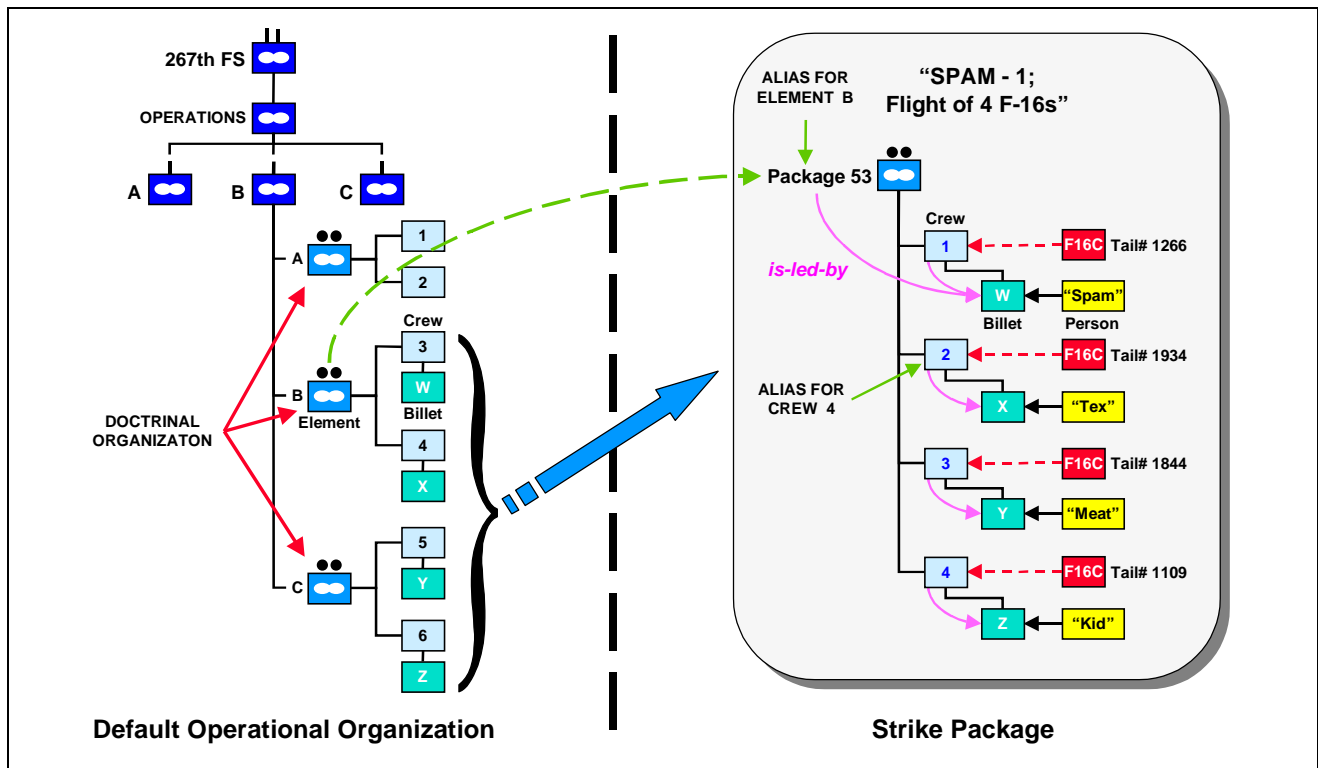 267th FS
OPERATIONS
A
B
C
A
1
2
Crew
3
W
Billet
B
Element
4
X
DOCTRINAL
ORGANIZATON
5
Y
C
6
Z
Default Operational Organization
“SPAM - 1;
Flight of 4 F-16s”
ALIAS FOR
ELEMENT B
Package 53
is-led-by
Crew
1
F16C Tail# 1266
W
“Spam”
Billet
Person
2
F16C Tail# 1934
ALIAS FOR
CREW 4
X
“Tex”
3
F16C Tail# 1844
Y
“Meat”
4
F16C Tail# 1109
Z
“Kid”
Strike Package